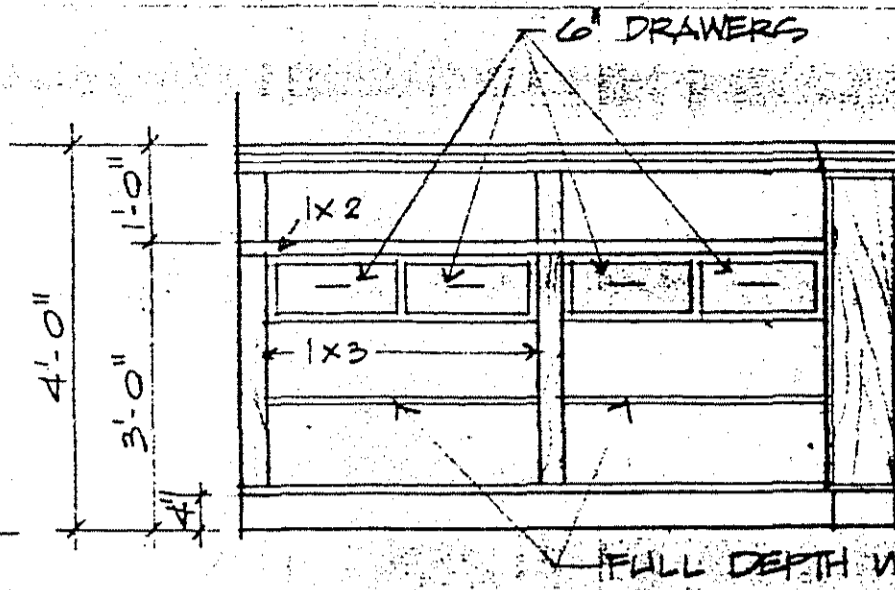 6" DRAWERS
1'-0"
1X2
4'-0"
3'-0"
1X3
4"
FULL DEPTH